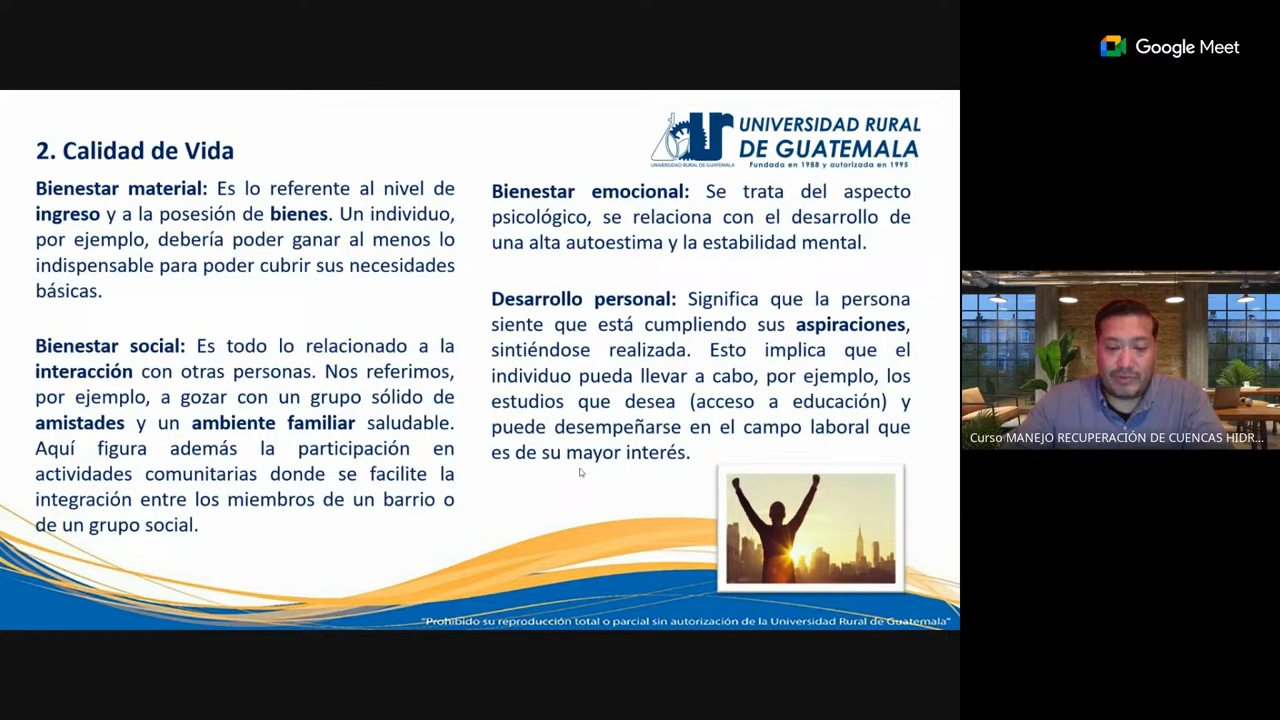 Google Meet
UNIVERSIDAD RURAL
DE GUATEMALA
Fundada en 1988 y autorizada en 1995
UNIVERSIDAD RURAL DE GUATEMALA
2. Calidad de Vida
Bienestar material: Es lo referente al nivel de
ingreso y a la posesión de bienes. Un individuo,
por ejemplo, debería poder ganar al menos lo
indispensable para poder cubrir sus necesidades
básicas.
Bienestar social: Es todo lo relacionado a la
interacción con otras personas. Nos referimos,
por ejemplo, a gozar con un grupo sólido de
amistades y un ambiente familiar saludable.
Aquí figura además la participación en
actividades comunitarias donde se facilite la
integración entre los miembros de un barrio o
de un grupo social.
Bienestar emocional: Se trata del aspecto
psicológico, se relaciona con el desarrollo de
una alta autoestima y la estabilidad mental.
Desarrollo personal: Significa que la persona
siente que está cumpliendo sus aspiraciones,
sintiéndose realizada. Esto implica que el
individuo pueda llevar a cabo, por ejemplo, los
estudios que desea (acceso a educación) y
puede desempeñarse en el campo laboral que
es de su mayor interés.
"Prohibido su reproducción total o parcial sin autorización de la Universidad Rural de Guatemala"
Curso MANEJO RECUPERACIÓN DE CUENCAS HIDR...